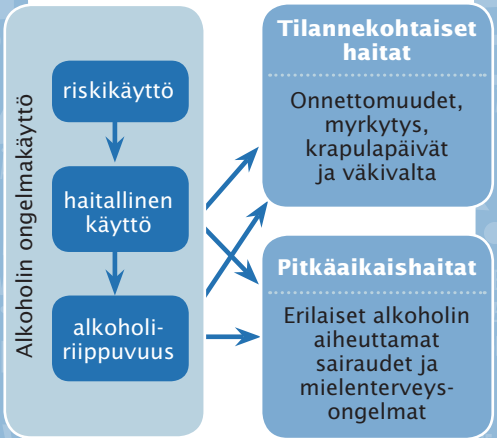 Alkoholin ongelmakäyttö
riskikäyttö
haitallinen
käyttö
alkoholi-
riippuvuus
Tilannekohtaiset
haitat
Onnettomuudet,
myrkytys,
krapulapäivät
ja väkivalta
Pitkäaikaishaitat
Erilaiset alkoholin
aiheuttamat
sairaudet ja
mielenterveys-
ongelmat